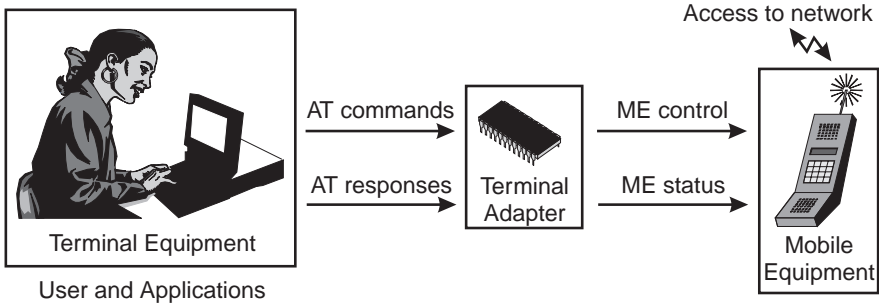 Access to network
AT commands
ME control
AT responses
ME status
Terminal
Adapter
Terminal Equipment
Mobile
Equipment
User and Applications